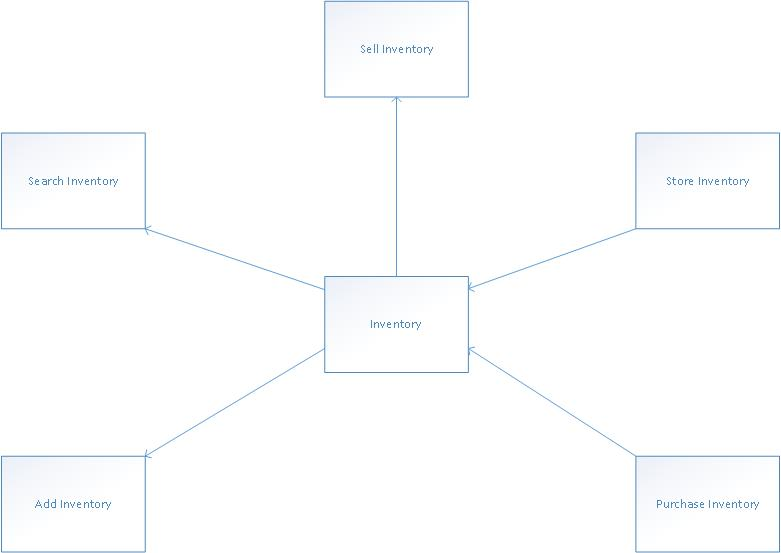 Sell Inventory
Search Inventory
Store Inventory
Inventory
Add Inventory
Purchase Inventory